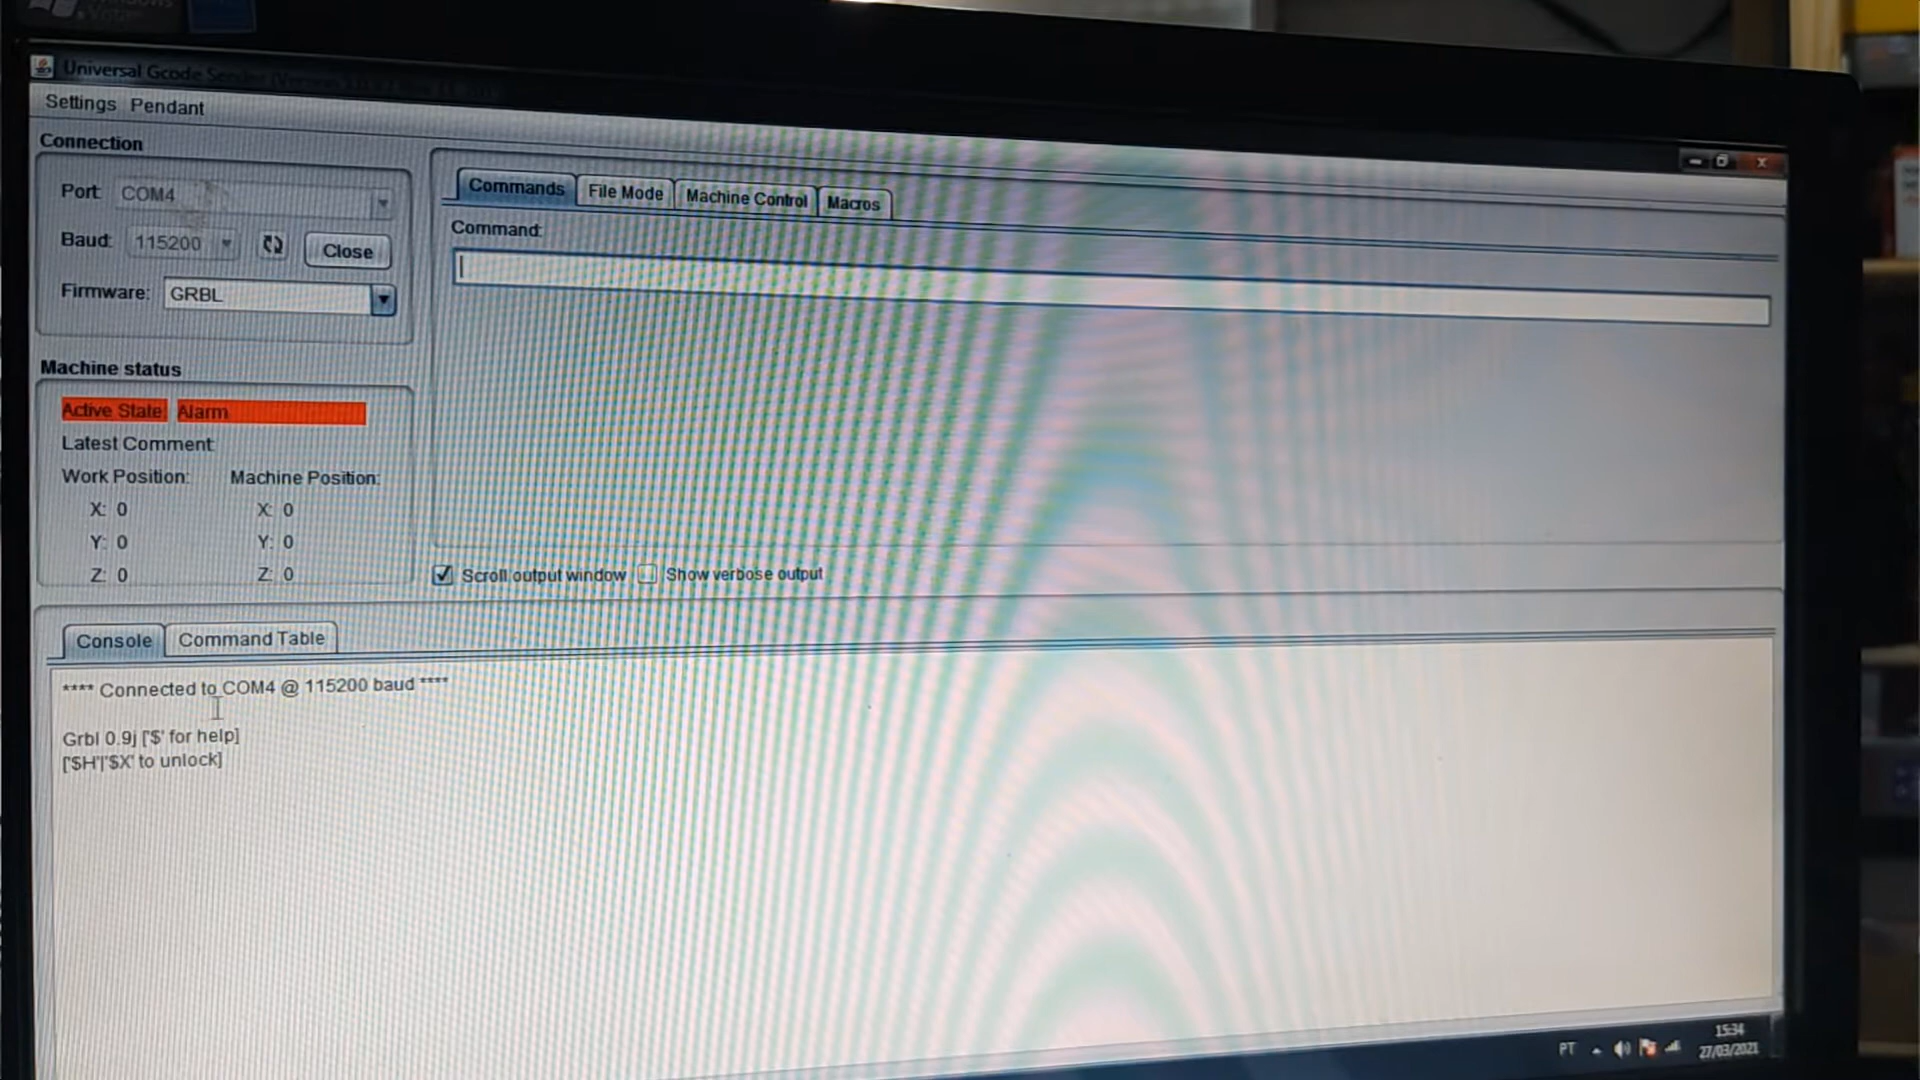 Universal Gcode Sender
Settings Pendant
Connection
Port: COM4
Baud: 115200 Close
Firmware: GRBL
Commands File Mode Machine Control Macros
Command:
Machine status
Active State: Alarm
Latest Comment:
Work Position: Machine Position:
X: 0 X: 0
Y: 0 Y: 0
Z: 0 Z: 0
Scroll output window Show verbose output
Console Command Table
**** Connected to COM4 @ 115200 baud ****
Grbl 0.9j ['$' for help]
['$H'|'$X' to unlock]
PT
15:34
27/03/2021